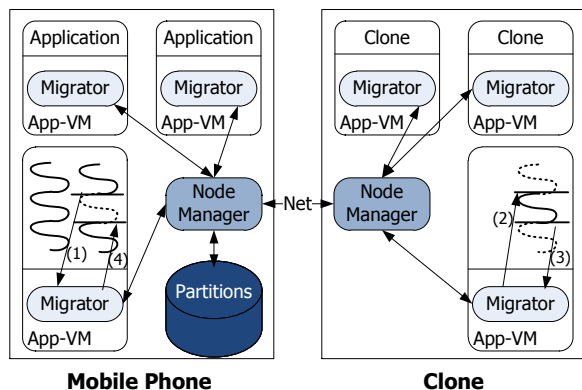 Application
Application
Clone
Clone
Migrator
Migrator
Migrator
Migrator
App-VM
App-VM
App-VM
App-VM
Node
Manager
Net
Node
Manager
(1)
(4)
(2)
(3)
Partitions
Migrator
App-VM
Migrator
App-VM
Mobile Phone
Clone